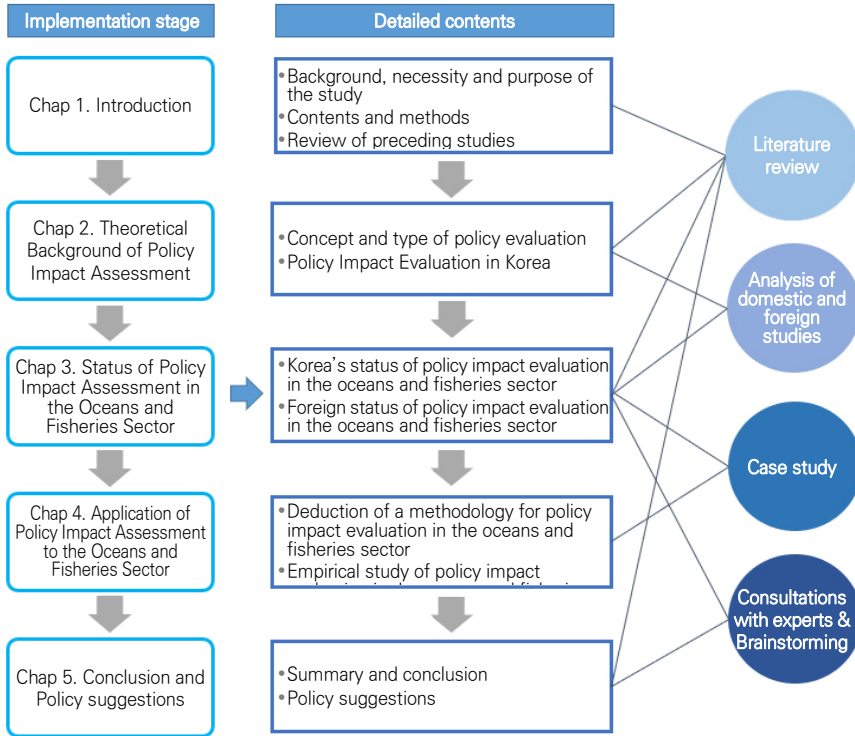 Implementation stage
Detailed contents
Chap 1. Introduction
• Background, necessity and purpose of
the study
• Contents and methods
• Review of preceding studies
Chap 2. Theoretical
Background of Policy
Impact Assessment
• Concept and type of policy evaluation
• Policy Impact Evaluation in Korea
Chap 3. Status of Policy
Impact Assessment in
the Oceans and
Fisheries Sector
• Korea's status of policy impact evaluation
in the oceans and fisheries sector
• Foreign status of policy impact evaluation
in the oceans and fisheries sector
Chap 4. Application of
Policy Impact Assessment
to the Oceans and
Fisheries Sector
• Deduction of a methodology for policy
impact evaluation in the oceans and
fisheries sector
• Empirical study of policy impact
Chap 5. Conclusion and
Policy suggestions
• Summary and conclusion
• Policy suggestions
Literature
review
Analysis of
domestic and
foreign
studies
Case study
Consultations
with experts &
Brainstorming